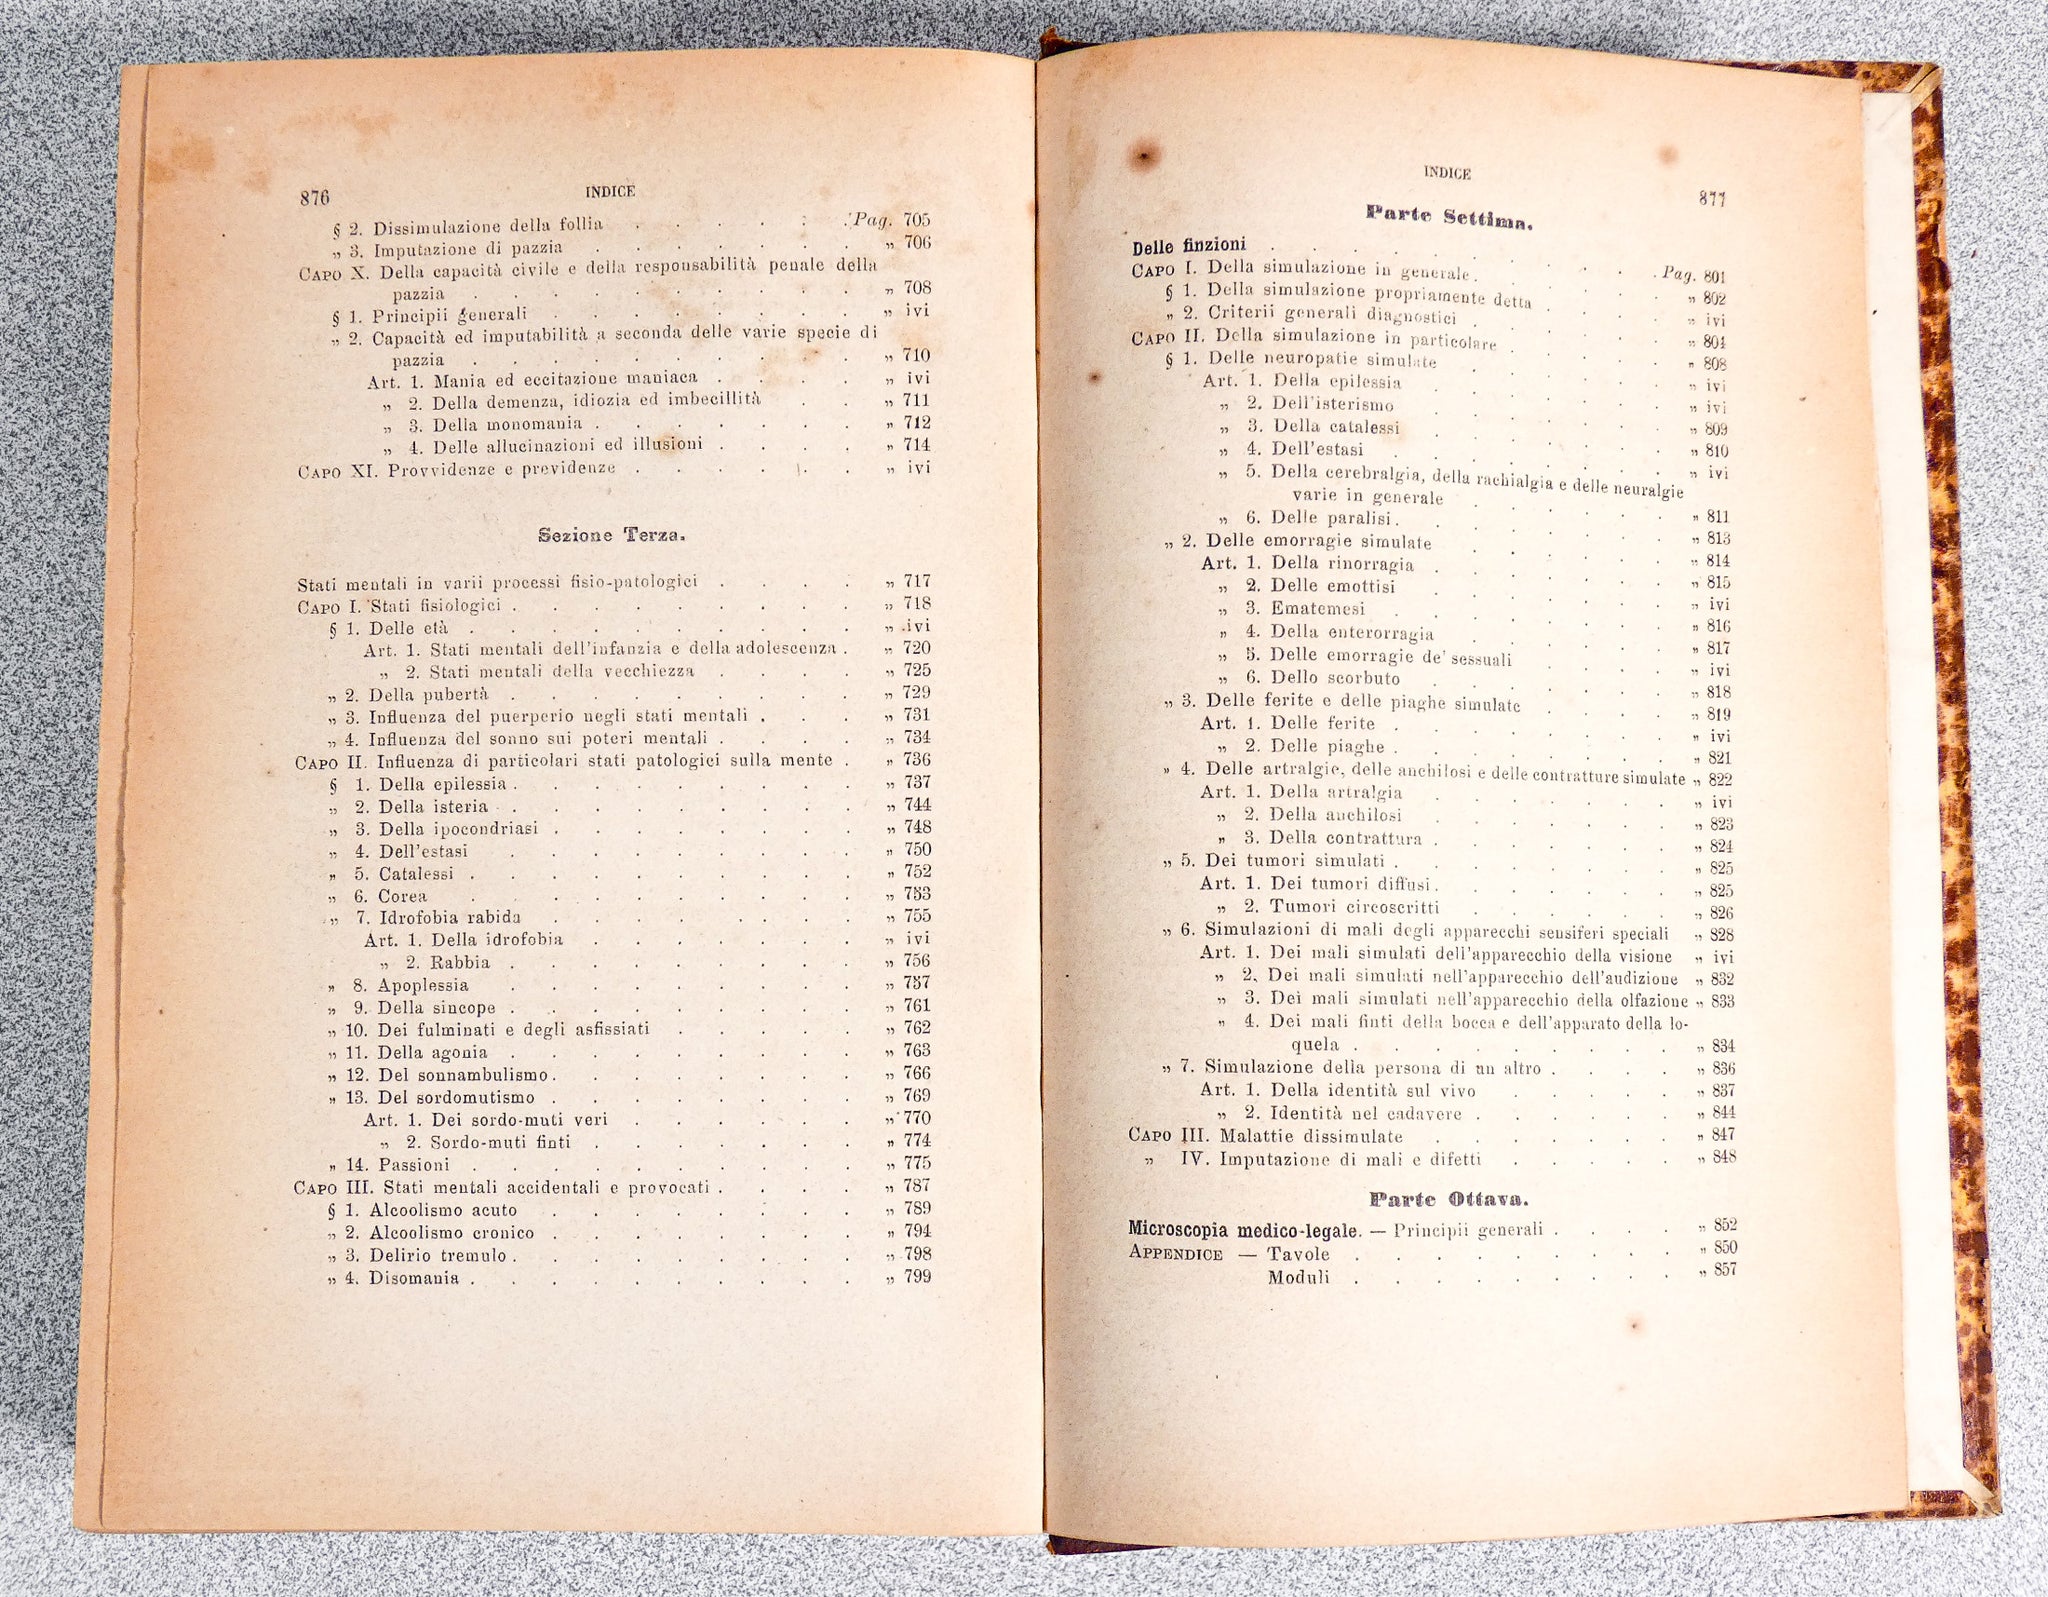 876
INDICE
§ 2. Dissimulazione della follia . . . . . . Pag. 705
„ 3. Imputazione di pazzia . . . . . . . „ 706
CAPO X. Della capacità civile e della responsabilità penale della
pazzia . . . . . . . . . . „ 708
§ 1. Principii generali . . . . . . . . „ ivi
„ 2. Capacità ed imputabilità a seconda delle varie specie di
pazzia . . . . . . . . . . „ 710
Art. 1. Mania ed eccitazione maniaca . . . . „ ivi
„ 2. Della demenza, idiozia ed imbecillità . . „ 711
„ 3. Della monomania . . . . . . . „ 712
„ 4. Delle allucinazioni ed illusioni . . . . „ 714
CAPO XI. Provvidenze e previdenze . . . . . . „ ivi
Sezione Terza.
Stati mentali in varii processi fisio-patologici . . . . „ 717
CAPO I. Stati fisiologici . . . . . . . . . „ 718
§ 1. Delle età . . . . . . . . . . „ ivi
Art. 1. Stati mentali dell'infanzia e della adolescenza . „ 720
„ 2. Stati mentali della vecchiezza . . . . „ 725
„ 2. Della pubertà . . . . . . . . . „ 729
„ 3. Influenza del puerperio negli stati mentali . . . „ 731
„ 4. Influenza del sonno sui poteri mentali . . . . „ 734
CAPO II. Influenza di particolari stati patologici sulla mente . „ 736
§ 1. Della epilessia . . . . . . . . . „ 737
„ 2. Della isteria . . . . . . . . . „ 744
„ 3. Della ipocondriasi . . . . . . . . „ 748
„ 4. Dell'estasi . . . . . . . . . „ 750
„ 5. Catalessi . . . . . . . . . . „ 752
„ 6. Corea . . . . . . . . . „ 753
„ 7. Idrofobia rabida . . . . . . . „ 755
Art. 1. Della idrofobia . . . . . . . „ ivi
„ 2. Rabbia . . . . . . . . . „ 756
„ 8. Apoplessia . . . . . . . . . „ 757
„ 9. Della sincope . . . . . . . . . „ 761
„ 10. Dei fulminati e degli asfissiati . . . . . „ 762
„ 11. Della agonia . . . . . . . . . „ 763
„ 12. Del sonnambulismo . . . . . . . . „ 766
„ 13. Del sordomutismo . . . . . . . . „ 769
Art. 1. Dei sordo-muti veri . . . . . . „ 770
„ 2. Sordo-muti finti . . . . . . . „ 774
„ 14. Passioni . . . . . . . . . . „ 775
CAPO III. Stati mentali accidentali e provocati . . . . „ 787
§ 1. Alcoolismo acuto . . . . . . . . „ 789
„ 2. Alcoolismo cronico . . . . . . . . „ 794
„ 3. Delirio tremulo . . . . . . . . . „ 798
„ 4. Disomania . . . . . . . . . . „ 799
INDICE
877
Parte Settima.
Delle finzioni . . . . . . . . . Pag. 801
CAPO I. Della simulazione in generale . . . . . „ 802
§ 1. Della simulazione propriamente detta . . . . „ ivi
„ 2. Criterii generali diagnostici . . . . . „ 804
CAPO II. Della simulazione in particolare . . . . . „ 808
§ 1. Delle neuropatie simulate . . . . . . „ ivi
Art. 1. Della epilessia . . . . . . „ ivi
„ 2. Dell'isterismo . . . . . . „ 809
„ 3. Della catalessi . . . . . . „ 810
„ 4. Dell'estasi . . . . . . . „ ivi
„ 5. Della cerebralgia, della rachialgia e delle neuralgie
varie in generale . . . . . „ 811
„ 6. Delle paralisi . . . . . . . „ 813
„ 2. Delle emorragie simulate . . . . . . „ 814
Art. 1. Della rinorragia . . . . . . „ 815
„ 2. Delle emottisi . . . . . . „ ivi
„ 3. Ematemesi . . . . . . . „ 816
„ 4. Della enterorragia . . . . . „ 817
„ 5. Delle emorragie de' sessuali . . . . „ ivi
„ 6. Dello scorbuto . . . . . . „ 818
„ 3. Delle ferite e delle piaghe simulate . . . . „ 819
Art. 1. Delle ferite . . . . . . . „ ivi
„ 2. Delle piaghe . . . . . . . „ 821
„ 4. Delle artralgie, delle anchilosi e delle contratture simulate „ 822
Art. 1. Della artralgia . . . . . . „ ivi
„ 2. Della anchilosi . . . . . . „ 823
„ 3. Della contrattura . . . . . . „ 824
„ 5. Dei tumori simulati . . . . . . . „ 825
Art. 1. Dei tumori diffusi . . . . . . „ 825
„ 2. Tumori circoscritti . . . . . „ 826
„ 6. Simulazioni di mali degli apparecchi sensiferi speciali „ 828
Art. 1. Dei mali simulati dell'apparecchio della visione „ ivi
„ 2. Dei mali simulati nell'apparecchio dell'audizione „ 832
„ 3. Dei mali simulati nell'apparecchio della olfazione „ 833
„ 4. Dei mali finti della bocca e dell'apparato della lo-
quela . . . . . . . . „ 834
„ 7. Simulazione della persona di un altro . . . . „ 836
Art. 1. Della identità sul vivo . . . . . „ 837
„ 2. Identità nel cadavere . . . . . „ 844
CAPO III. Malattie dissimulate . . . . . . „ 847
„ IV. Imputazione di mali e difetti . . . . . „ 848
Parte Ottava.
Microscopia medico-legale. — Principii generali . . . . „ 852
APPENDICE — Tavole . . . . . . . . „ 850
Moduli . . . . . . . . „ 857